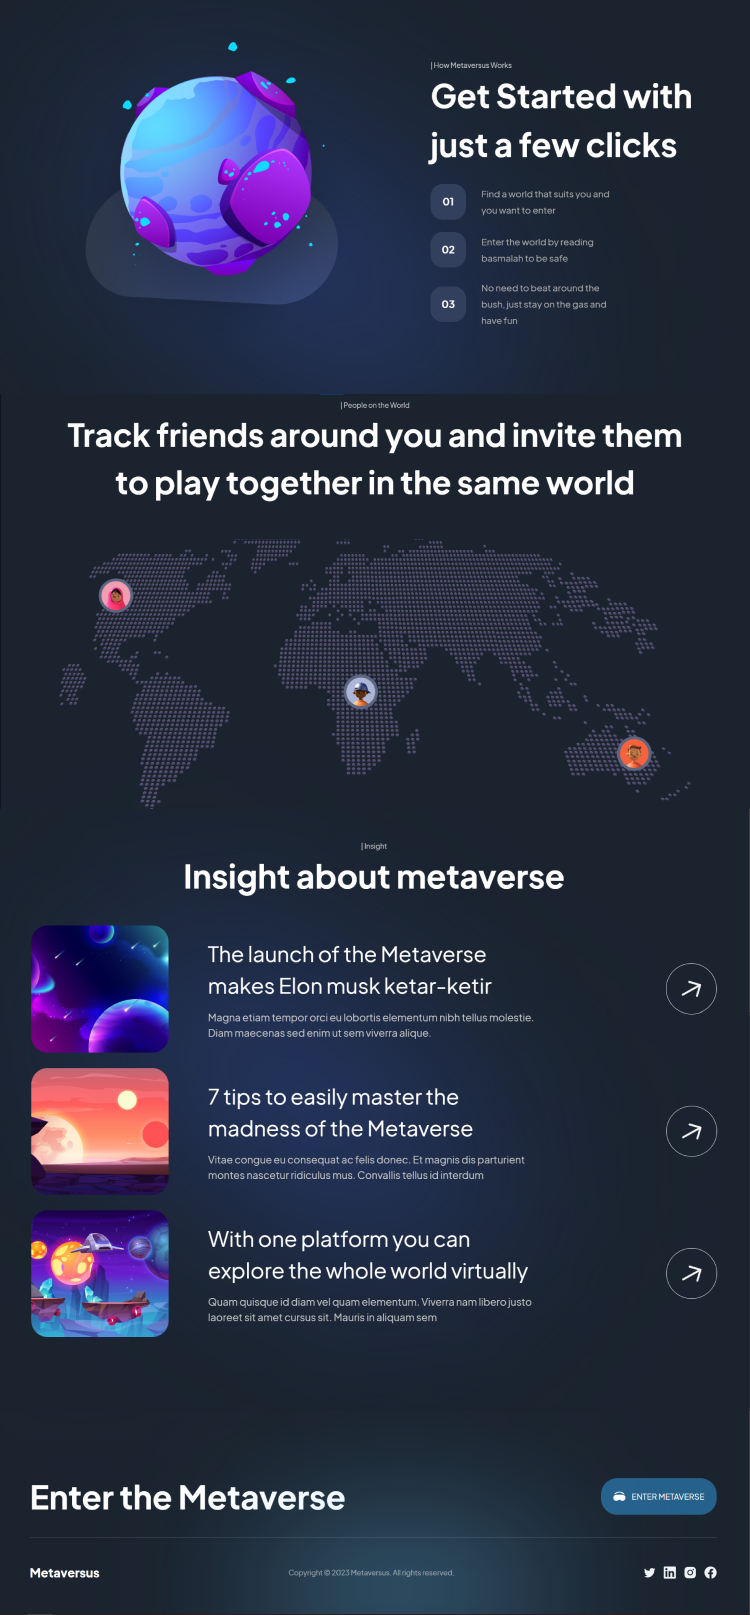 | How Metaversus Works
Get Started with
just a few clicks
01
Find a world that suits you and
you want to enter
02
Enter the world by reading
basmalah to be safe
03
No need to beat around the
bush, just stay on the gas and
have fun
| People on the World
Track friends around you and invite them
to play together in the same world
| Insight
Insight about metaverse
The launch of the Metaverse
makes Elon musk ketar-ketir
Magna etiam tempor orci eu lobortis elementum nibh tellus molestie.
Diam maecenas sed enim ut sem viverra alique.
7 tips to easily master the
madness of the Metaverse
Vitae congue eu consequat ac felis donec. Et magnis dis parturient
montes nascetur ridiculus mus. Convallis tellus id interdum
With one platform you can
explore the whole world virtually
Quam quisque id diam vel quam elementum. Viverra nam libero justo
laoreet sit amet cursus sit. Mauris in aliquam sem
Enter the Metaverse
ENTER METAVERSE
Metaversus
Copyright © 2023 Metaversus. All rights reserved.